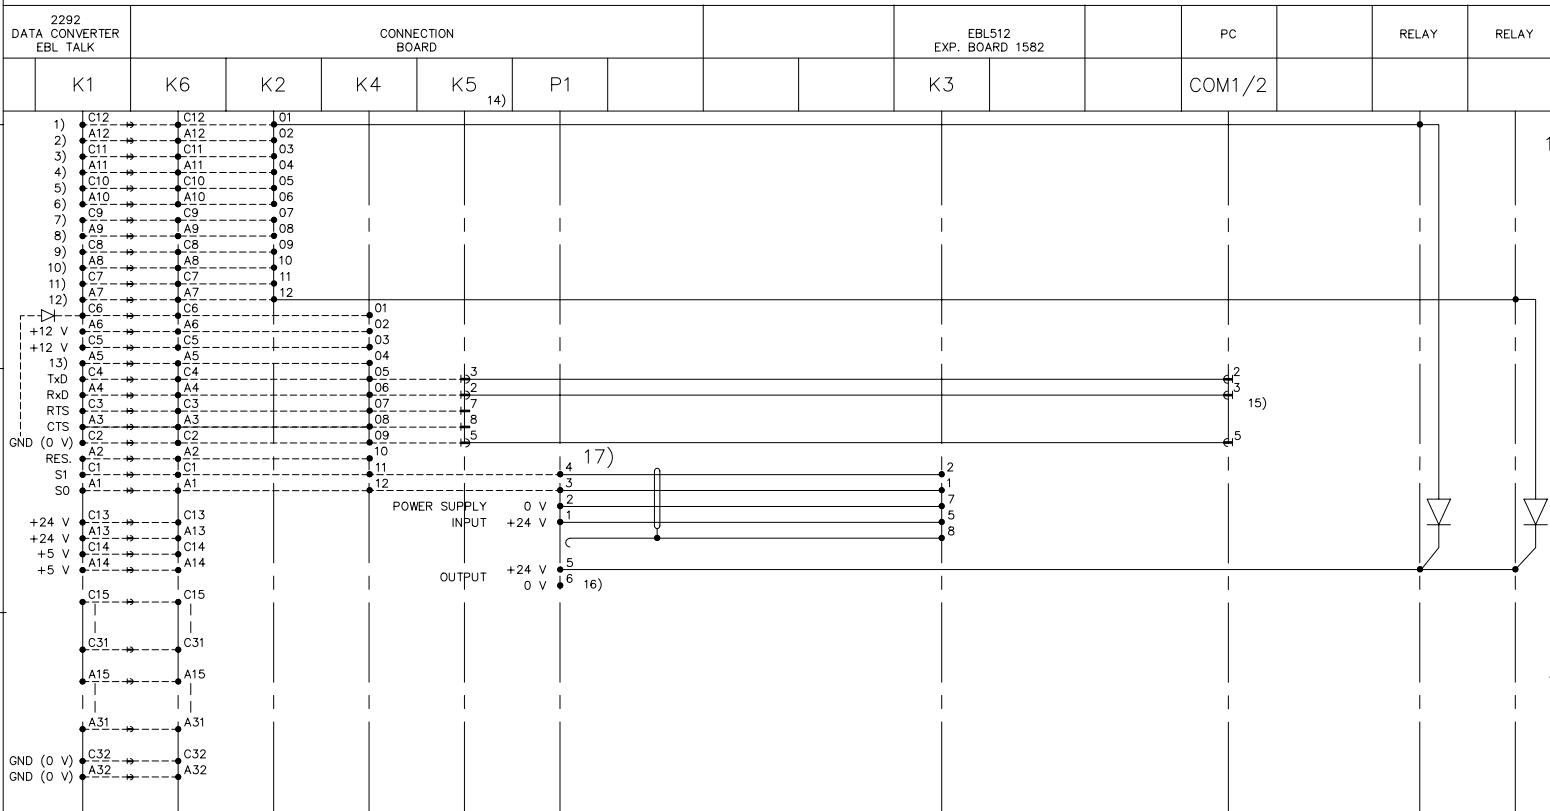 2292
DATA CONVERTER
EBL TALK
CONNECTION
BOARD
EBL512
EXP. BOARD 1582
PC
RELAY
RELAY
K1
K6
K2
K4
K5
14)
P1
K3
COM1/2
1) C12 C12 01
2) A12 A12 02
3) C11 C11 03
4) A11 A11 04
5) C10 C10 05
6) A10 A10 06
7) C9 C9 07
8) A9 A9 08
9) C8 C8 09
10) A8 A8 10
11) C7 C7 11
12) A7 A7 12
C6 C6 01
+12 V A6 A6 02
+12 V C5 C5 03
13) A5 A5 04
TxD C4 C4 05 3 2
RxD A4 A4 06 2 3
15)
RTS C3 C3 07 7
CTS A3 A3 08 8
GND (0 V) C2 C2 09 5 5
RES. A2 A2 10
17)
S1 C1 C1 11 4 2
S0 A1 A1 12 3 1
POWER SUPPLY 0 V 2 7
INPUT +24 V 1 5
8
+24 V C13 C13
+24 V A13 A13
+5 V C14 C14
+5 V A14 A14
OUTPUT +24 V 5
0 V 6 16)
C15 C15
C31 C31
A15 A15
A31 A31
GND (0 V) C32 C32
GND (0 V) A32 A32